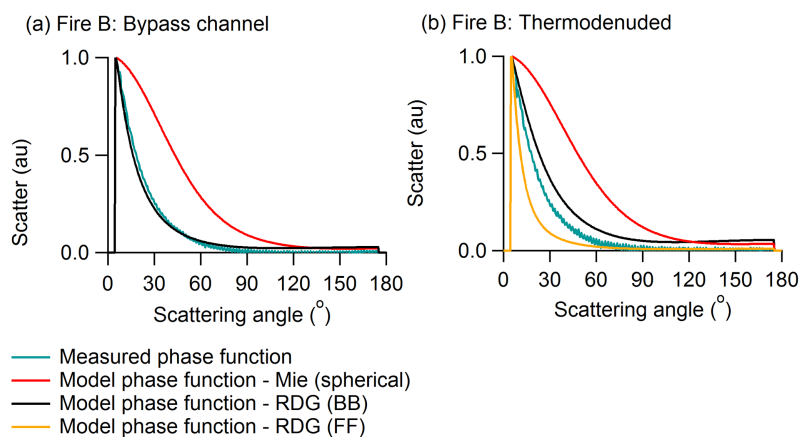 (a) Fire B: Bypass channel
(b) Fire B: Thermodenuded
Scatter (au)
1.0
0.5
0.0
0 30 60 90 120 150 180
Scattering angle (°)
Scatter (au)
1.0
0.5
0.0
0 30 60 90 120 150 180
Scattering angle (°)
Measured phase function
Model phase function - Mie (spherical)
Model phase function - RDG (BB)
Model phase function - RDG (FF)